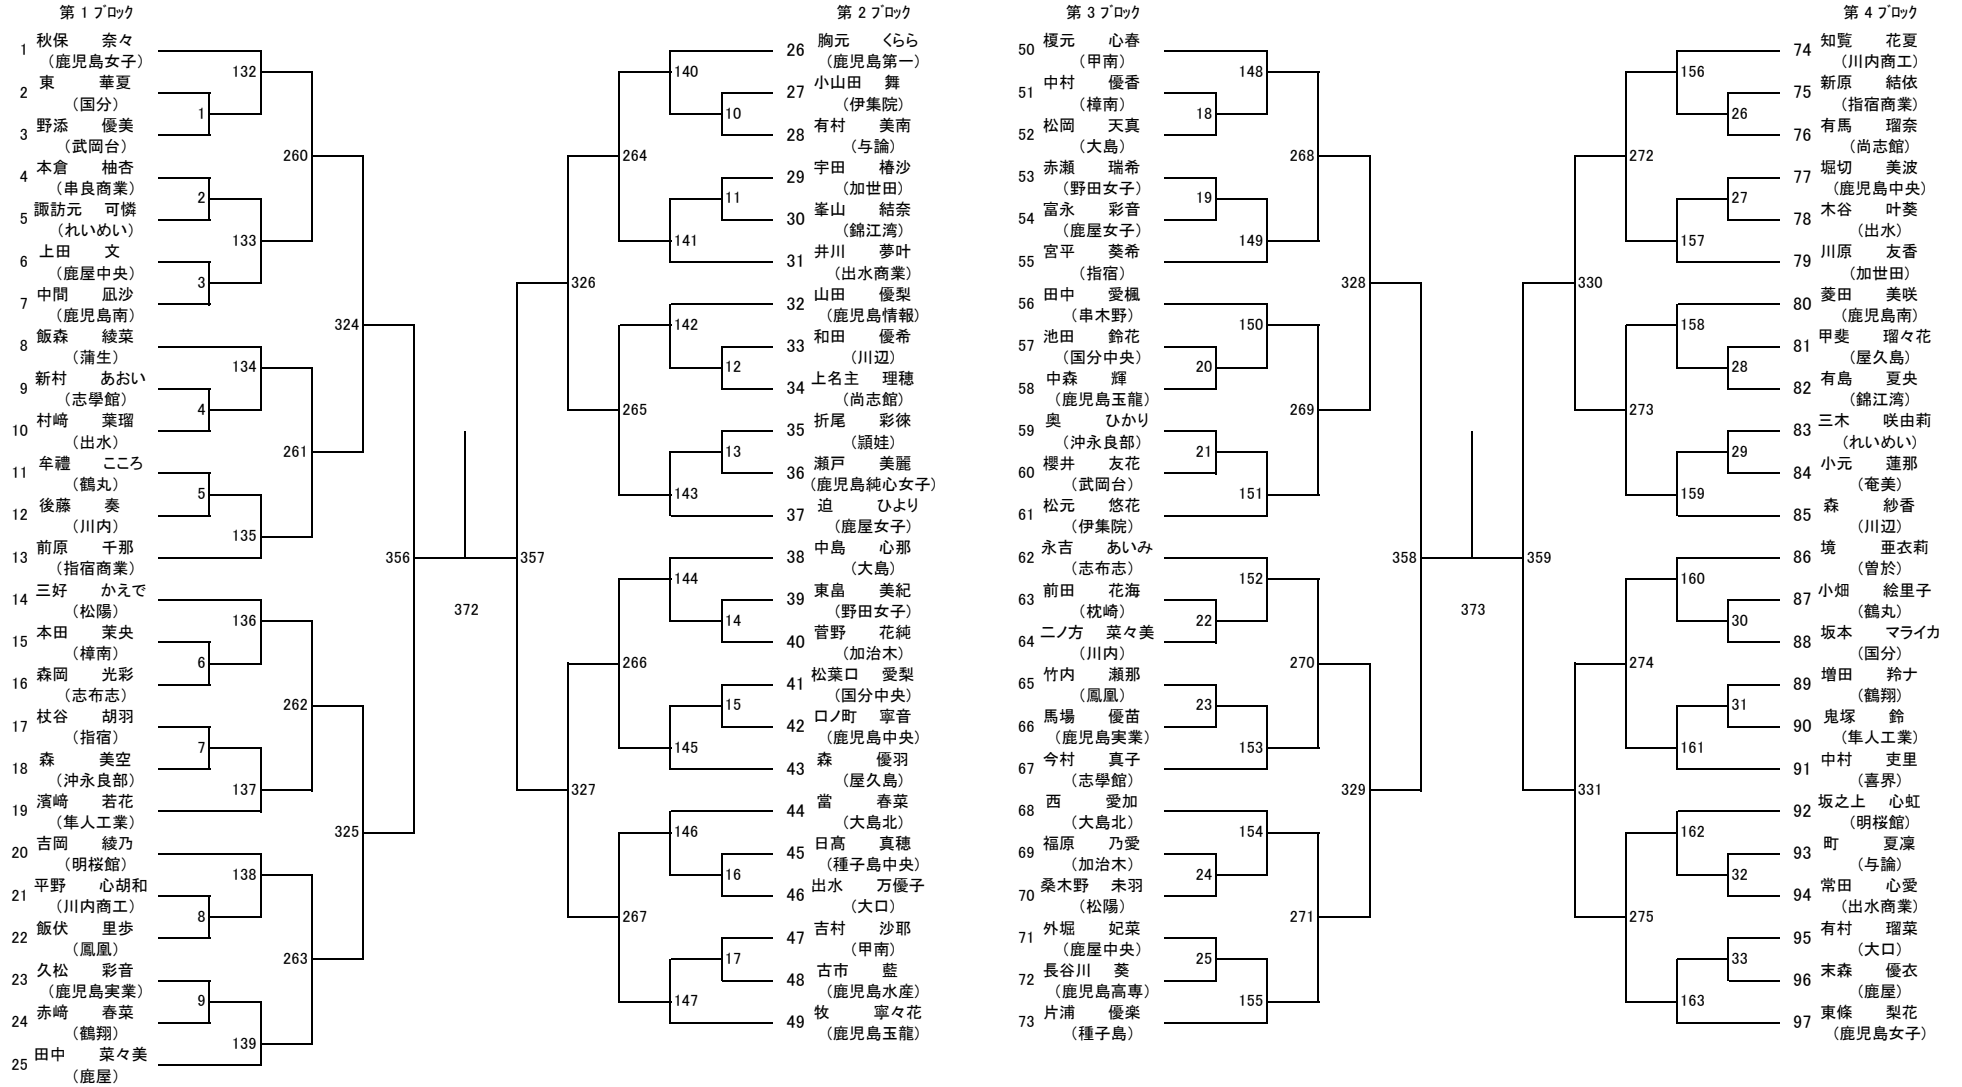 第１ブロック
1 秋保 奈々
（鹿児島女子）
2 東 華夏
（国分）
3 野添 優美
（武岡台）
4 本倉 柚杏
（串良商業）
5 諏訪元 可憐
（れいめい）
6 上田 文
（鹿屋中央）
7 中間 凪沙
（鹿児島南）
8 飯森 綾菜
（蒲生）
9 新村 あおい
（志學館）
10 村﨑 葉瑠
（出水）
11 牟禮 こころ
（鶴丸）
12 後藤 奏
（川内）
13 前原 千那
（指宿商業）
14 三好 かえで
（松陽）
15 本田 茉央
（樟南）
16 森岡 光彩
（志布志）
17 杖谷 胡羽
（指宿）
18 森 美空
（沖永良部）
19 濱﨑 若花
（隼人工業）
20 吉岡 綾乃
（明桜館）
21 平野 心胡和
（川内商工）
22 飯伏 里歩
（鳳凰）
23 久松 彩音
（鹿児島実業）
24 赤﨑 春菜
（鶴翔）
25 田中 菜々美
（鹿屋）
1
2
3
4
5
6
7
8
9
132
133
134
135
136
137
138
139
260
261
262
263
324
325
356
372
357
326
327
264
265
266
267
140
141
142
143
144
145
146
147
10
11
12
13
14
15
16
17
第２ブロック
26 胸元 くらら
（鹿児島第一）
27 小山田 舞
（伊集院）
28 有村 美南
（与論）
29 宇田 椿沙
（加世田）
30 峯山 結奈
（錦江湾）
31 井川 夢叶
（出水商業）
32 山田 優梨
（鹿児島情報）
33 和田 優希
（川辺）
34 上名主 理穂
（尚志館）
35 折尾 彩徠
（頴娃）
36 瀬戸 美麗
（鹿児島純心女子）
37 迫 ひより
（鹿屋女子）
38 中島 心那
（大島）
39 東畠 美紀
（野田女子）
40 菅野 花純
（加治木）
41 松葉口 愛梨
（国分中央）
42 口ノ町 寧音
（鹿児島中央）
43 森 優羽
（屋久島）
44 當 春菜
（大島北）
45 日髙 真穂
（種子島中央）
46 出水 万優子
（大口）
47 吉村 沙耶
（甲南）
48 古市 藍
（鹿児島水産）
49 牧 寧々花
（鹿児島玉龍）
第３ブロック
50 榎元 心春
（甲南）
51 中村 優香
（樟南）
52 松岡 天真
（大島）
53 赤瀬 瑞希
（野田女子）
54 富永 彩音
（鹿屋女子）
55 宮平 葵希
（指宿）
56 田中 愛楓
（串木野）
57 池田 鈴花
（国分中央）
58 中森 輝
（鹿児島玉龍）
59 奥 ひかり
（沖永良部）
60 櫻井 友花
（武岡台）
61 松元 悠花
（伊集院）
62 永吉 あいみ
（志布志）
63 前田 花海
（枕崎）
64 二ノ方 菜々美
（川内）
65 竹内 瀬那
（鳳凰）
66 馬場 優苗
（鹿児島実業）
67 今村 真子
（志學館）
68 西 愛加
（大島北）
69 福原 乃愛
（加治木）
70 桑木野 未羽
（松陽）
71 外堀 妃菜
（鹿屋中央）
72 長谷川 葵
（鹿児島高専）
73 片浦 優楽
（種子島）
18
19
20
21
22
23
24
25
148
149
150
151
152
153
154
155
268
269
270
271
328
329
358
373
359
330
331
272
273
274
275
156
157
158
159
160
161
162
163
26
27
28
29
30
31
32
33
第４ブロック
74 知覧 花夏
（川内商工）
75 新原 結依
（指宿商業）
76 有馬 瑠奈
（尚志館）
77 堀切 美波
（鹿児島中央）
78 木谷 叶葵
（出水）
79 川原 友香
（加世田）
80 菱田 美咲
（鹿児島南）
81 甲斐 瑠々花
（屋久島）
82 有島 夏央
（錦江湾）
83 三木 咲由莉
（れいめい）
84 小元 蓮那
（奄美）
85 森 紗香
（川辺）
86 境 亜衣莉
（曽於）
87 小畑 絵里子
（鶴丸）
88 坂本 マライカ
（国分）
89 増田 羚ナ
（鶴翔）
90 鬼塚 鈴
（隼人工業）
91 中村 吏里
（喜界）
92 坂之上 心虹
（明桜館）
93 町 夏凜
（与論）
94 常田 心愛
（出水商業）
95 有村 瑠菜
（大口）
96 末森 優衣
（鹿屋）
97 東條 梨花
（鹿児島女子）